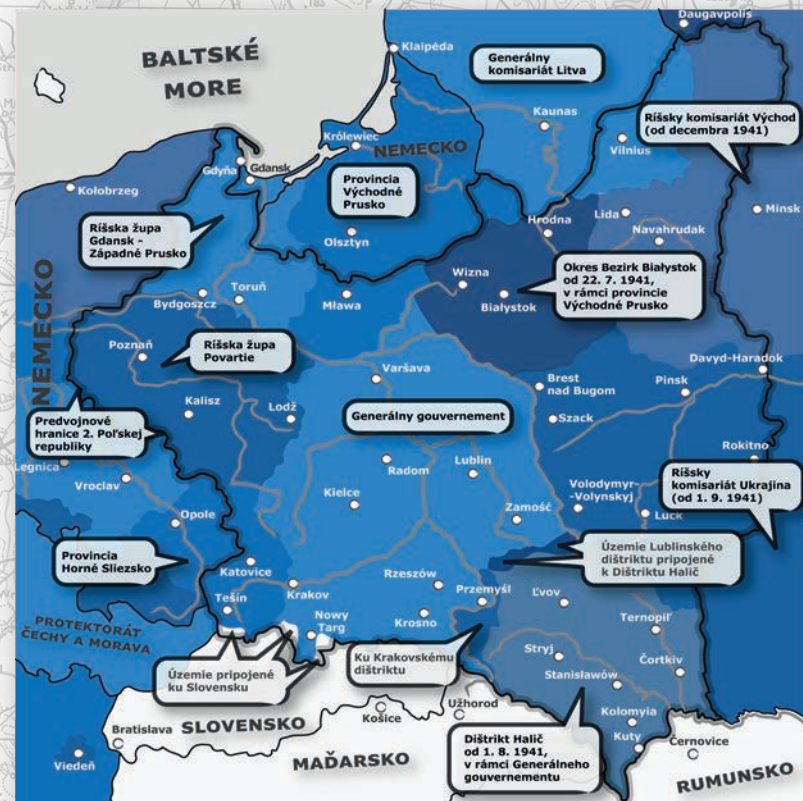 Daugavpolis
BALTSKÉ
MORE
Klaipėda
Generálny
komisariát Litva
Kaunas
Ríšsky komisariát Východ
(od decembra 1941)
Vilnius
Królewiec
NEMECKO
Gdyňa
Gdansk
Kołobrzeg
Provincia
Východné
Prusko
Olsztyn
Hrodna
Lida
Navahrudak
Minsk
Ríšska župa
Gdansk -
Západné Prusko
NEMECKO
Bydgoszcz
Toruň
Mława
Wizna
Białystok
Okres Bezirk Białystok
od 22. 7. 1941,
v rámci provincie
Východné Prusko
Poznaň
Ríšska župa
Povartie
Varšava
Davyd-Haradok
Brest
nad Bugom
Pinsk
Kalisz
Lodž
Generálny gouvernement
Szack
Predvojnové
hranice 2. Poľskej
republiky
Legnica
Vroclav
Radom
Lublin
Rokitno
Ríšsky
komisariát Ukrajina
(od 1. 9. 1941)
Volodymyr-
-Volynskyj
Luck
Opole
Kielce
Zamošć
Provincia
Horné Sliezsko
Katovice
Krakov
Rzeszów
Przemyśl
Územie Lublinského
dištriktu pripojené
k Dištriktu Halič
Ľvov
Tešín
Nowy
Targ
Krosno
Ternopiľ
PROTEKTORÁT
ČECHY A MORAVA
Územie pripojené
ku Slovensku
Ku Krakovskému
dištriktu
Stryj
Stanisławów
Čortkiv
SLOVENSKO
Bratislava
Košice
Užhorod
Kolomyia
Kuty
Dištrikt Halič
od 1. 8. 1941,
v rámci Generálneho
gouvernementu
Černovice
Viedeň
MAĎARSKO
RUMUNSKO